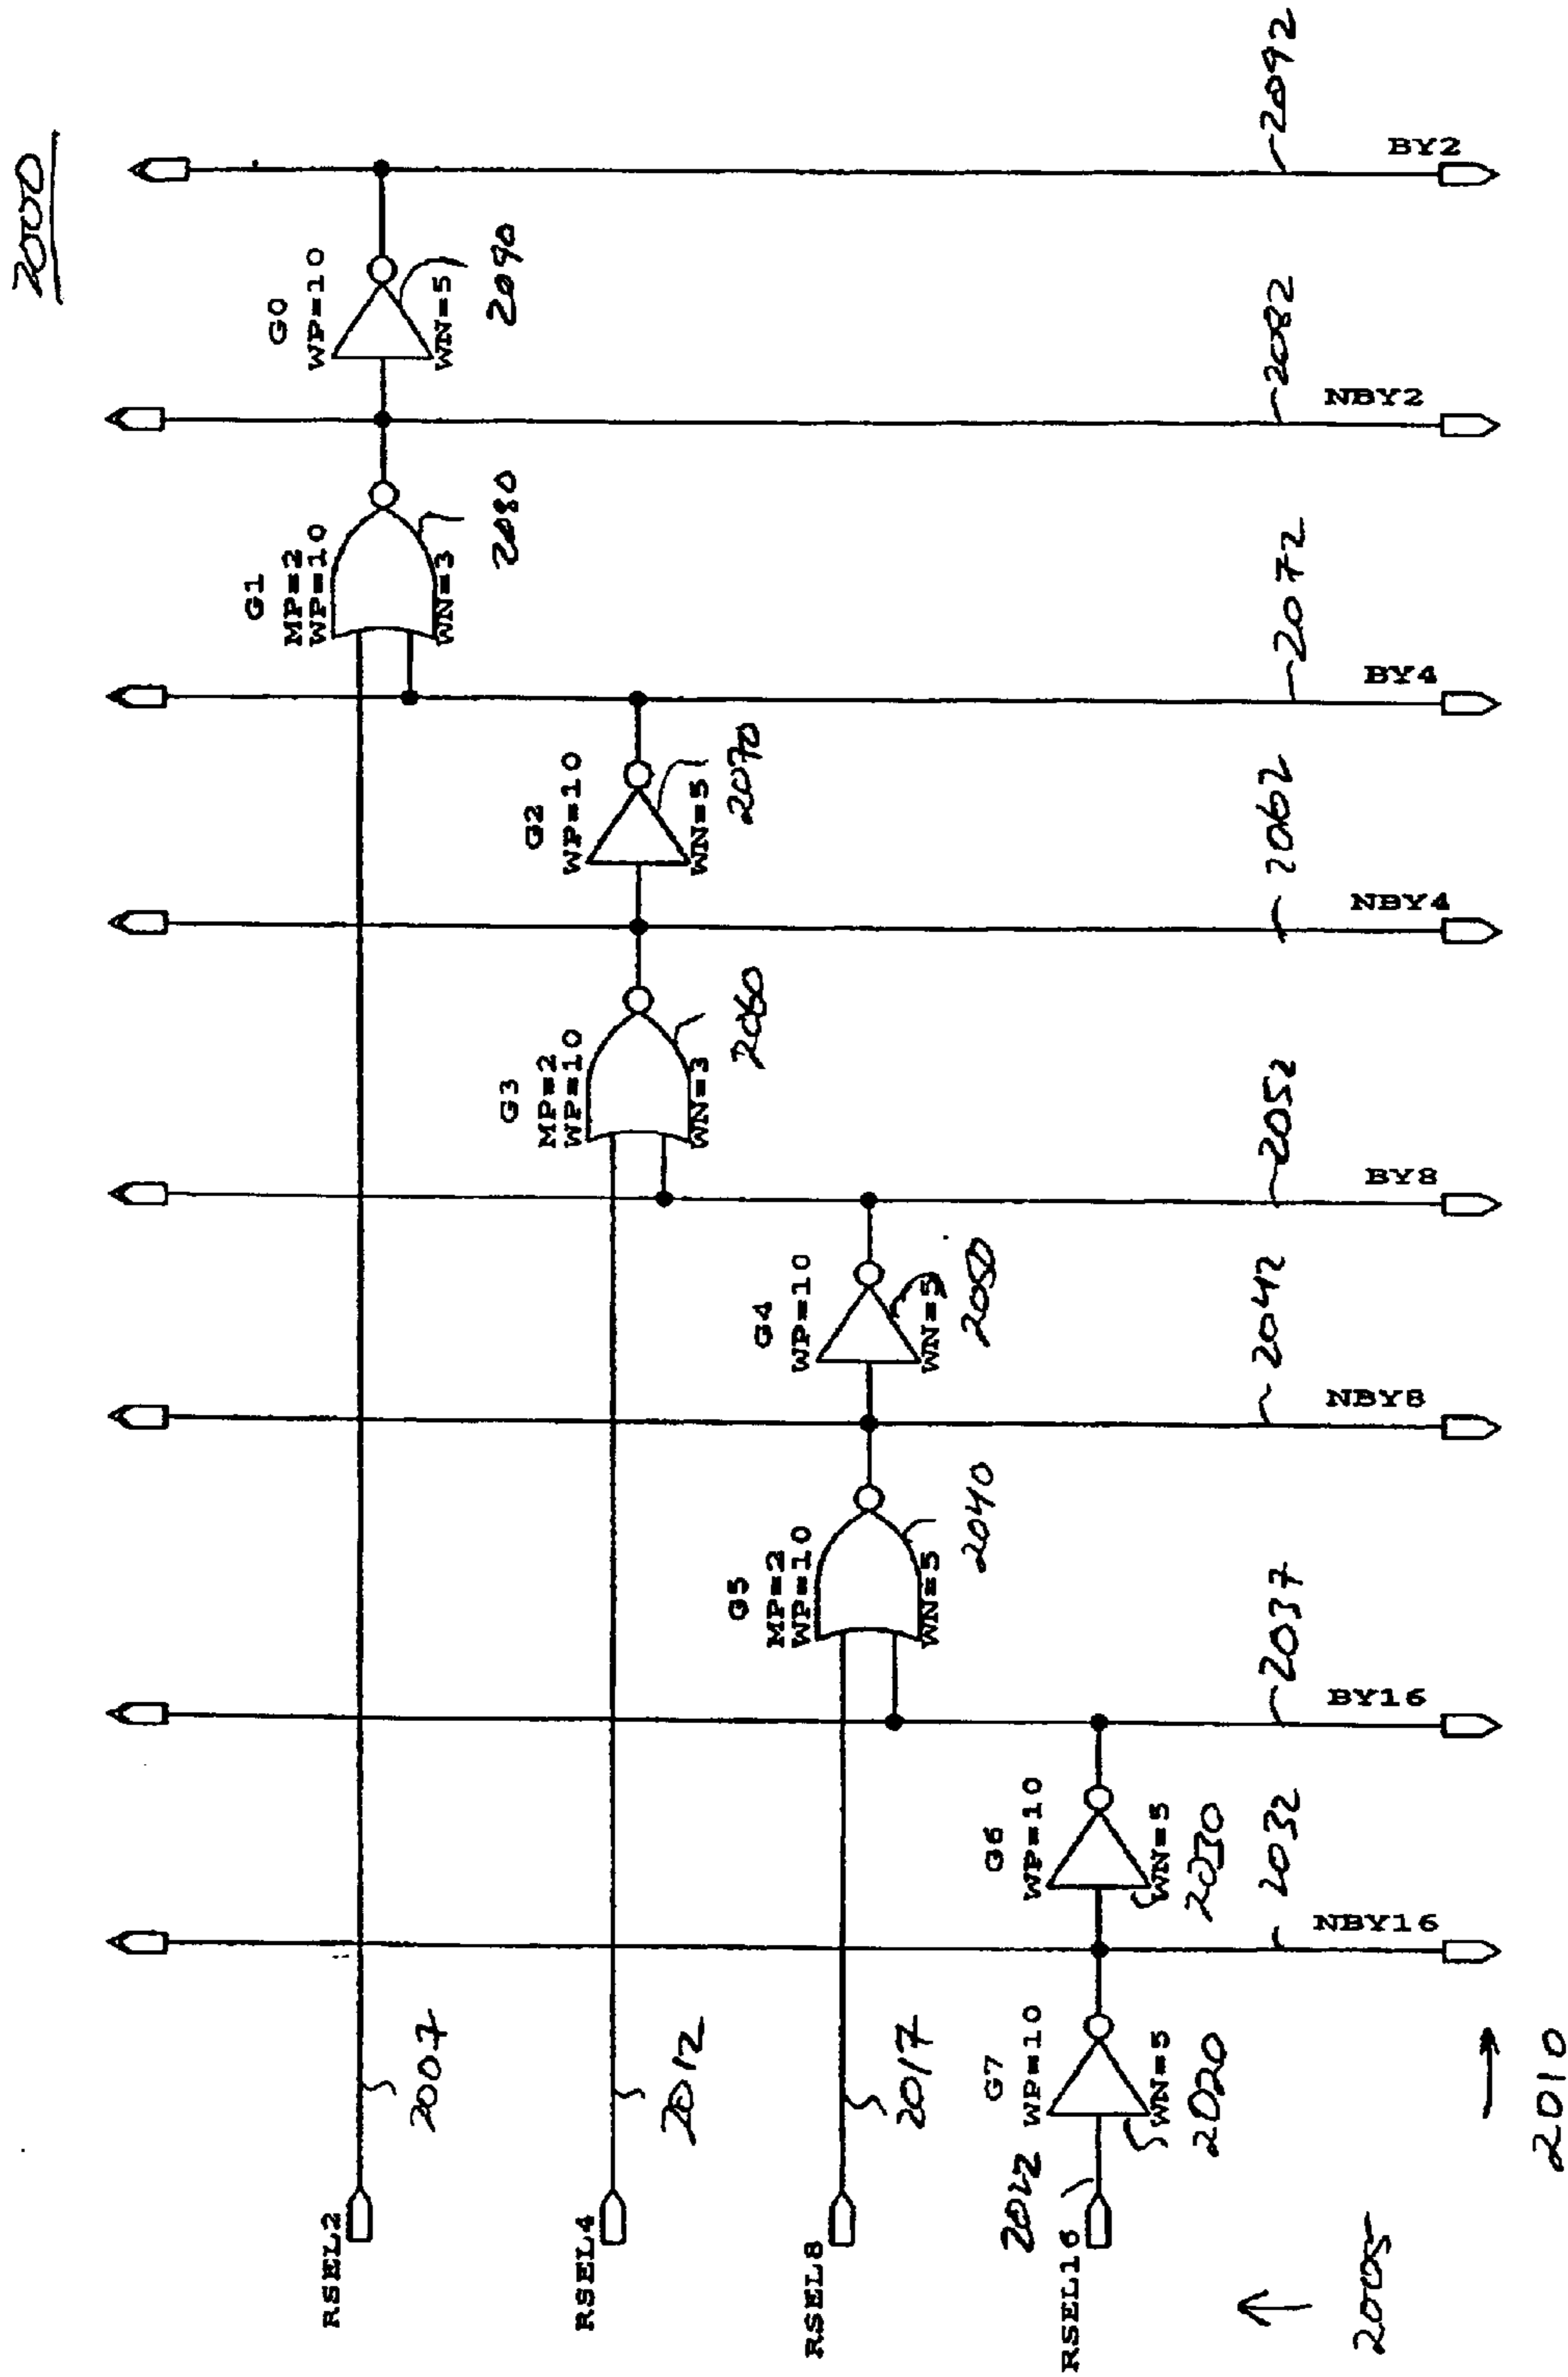 2000
G0
WP=10
WN=5
2090
G1
MP=2
WP=10
WN=3
2080
G2
WP=10
WN=5
2070
G3
MP=2
WP=10
WN=3
2060
G4
WP=10
WN=5
2050
G5
MP=2
WP=10
WN=5
2040
G6
WP=10
WN=5
2030
G7
WP=10
WN=5
2020
RSEL2
2007
RSEL4
2012
RSEL8
2017
RSEL16
2022
2092
BY2
2082
NBY2
2072
BY4
2062
NBY4
2052
BY8
2042
NBY8
2037
BY16
2032
NBY16
2005
2010